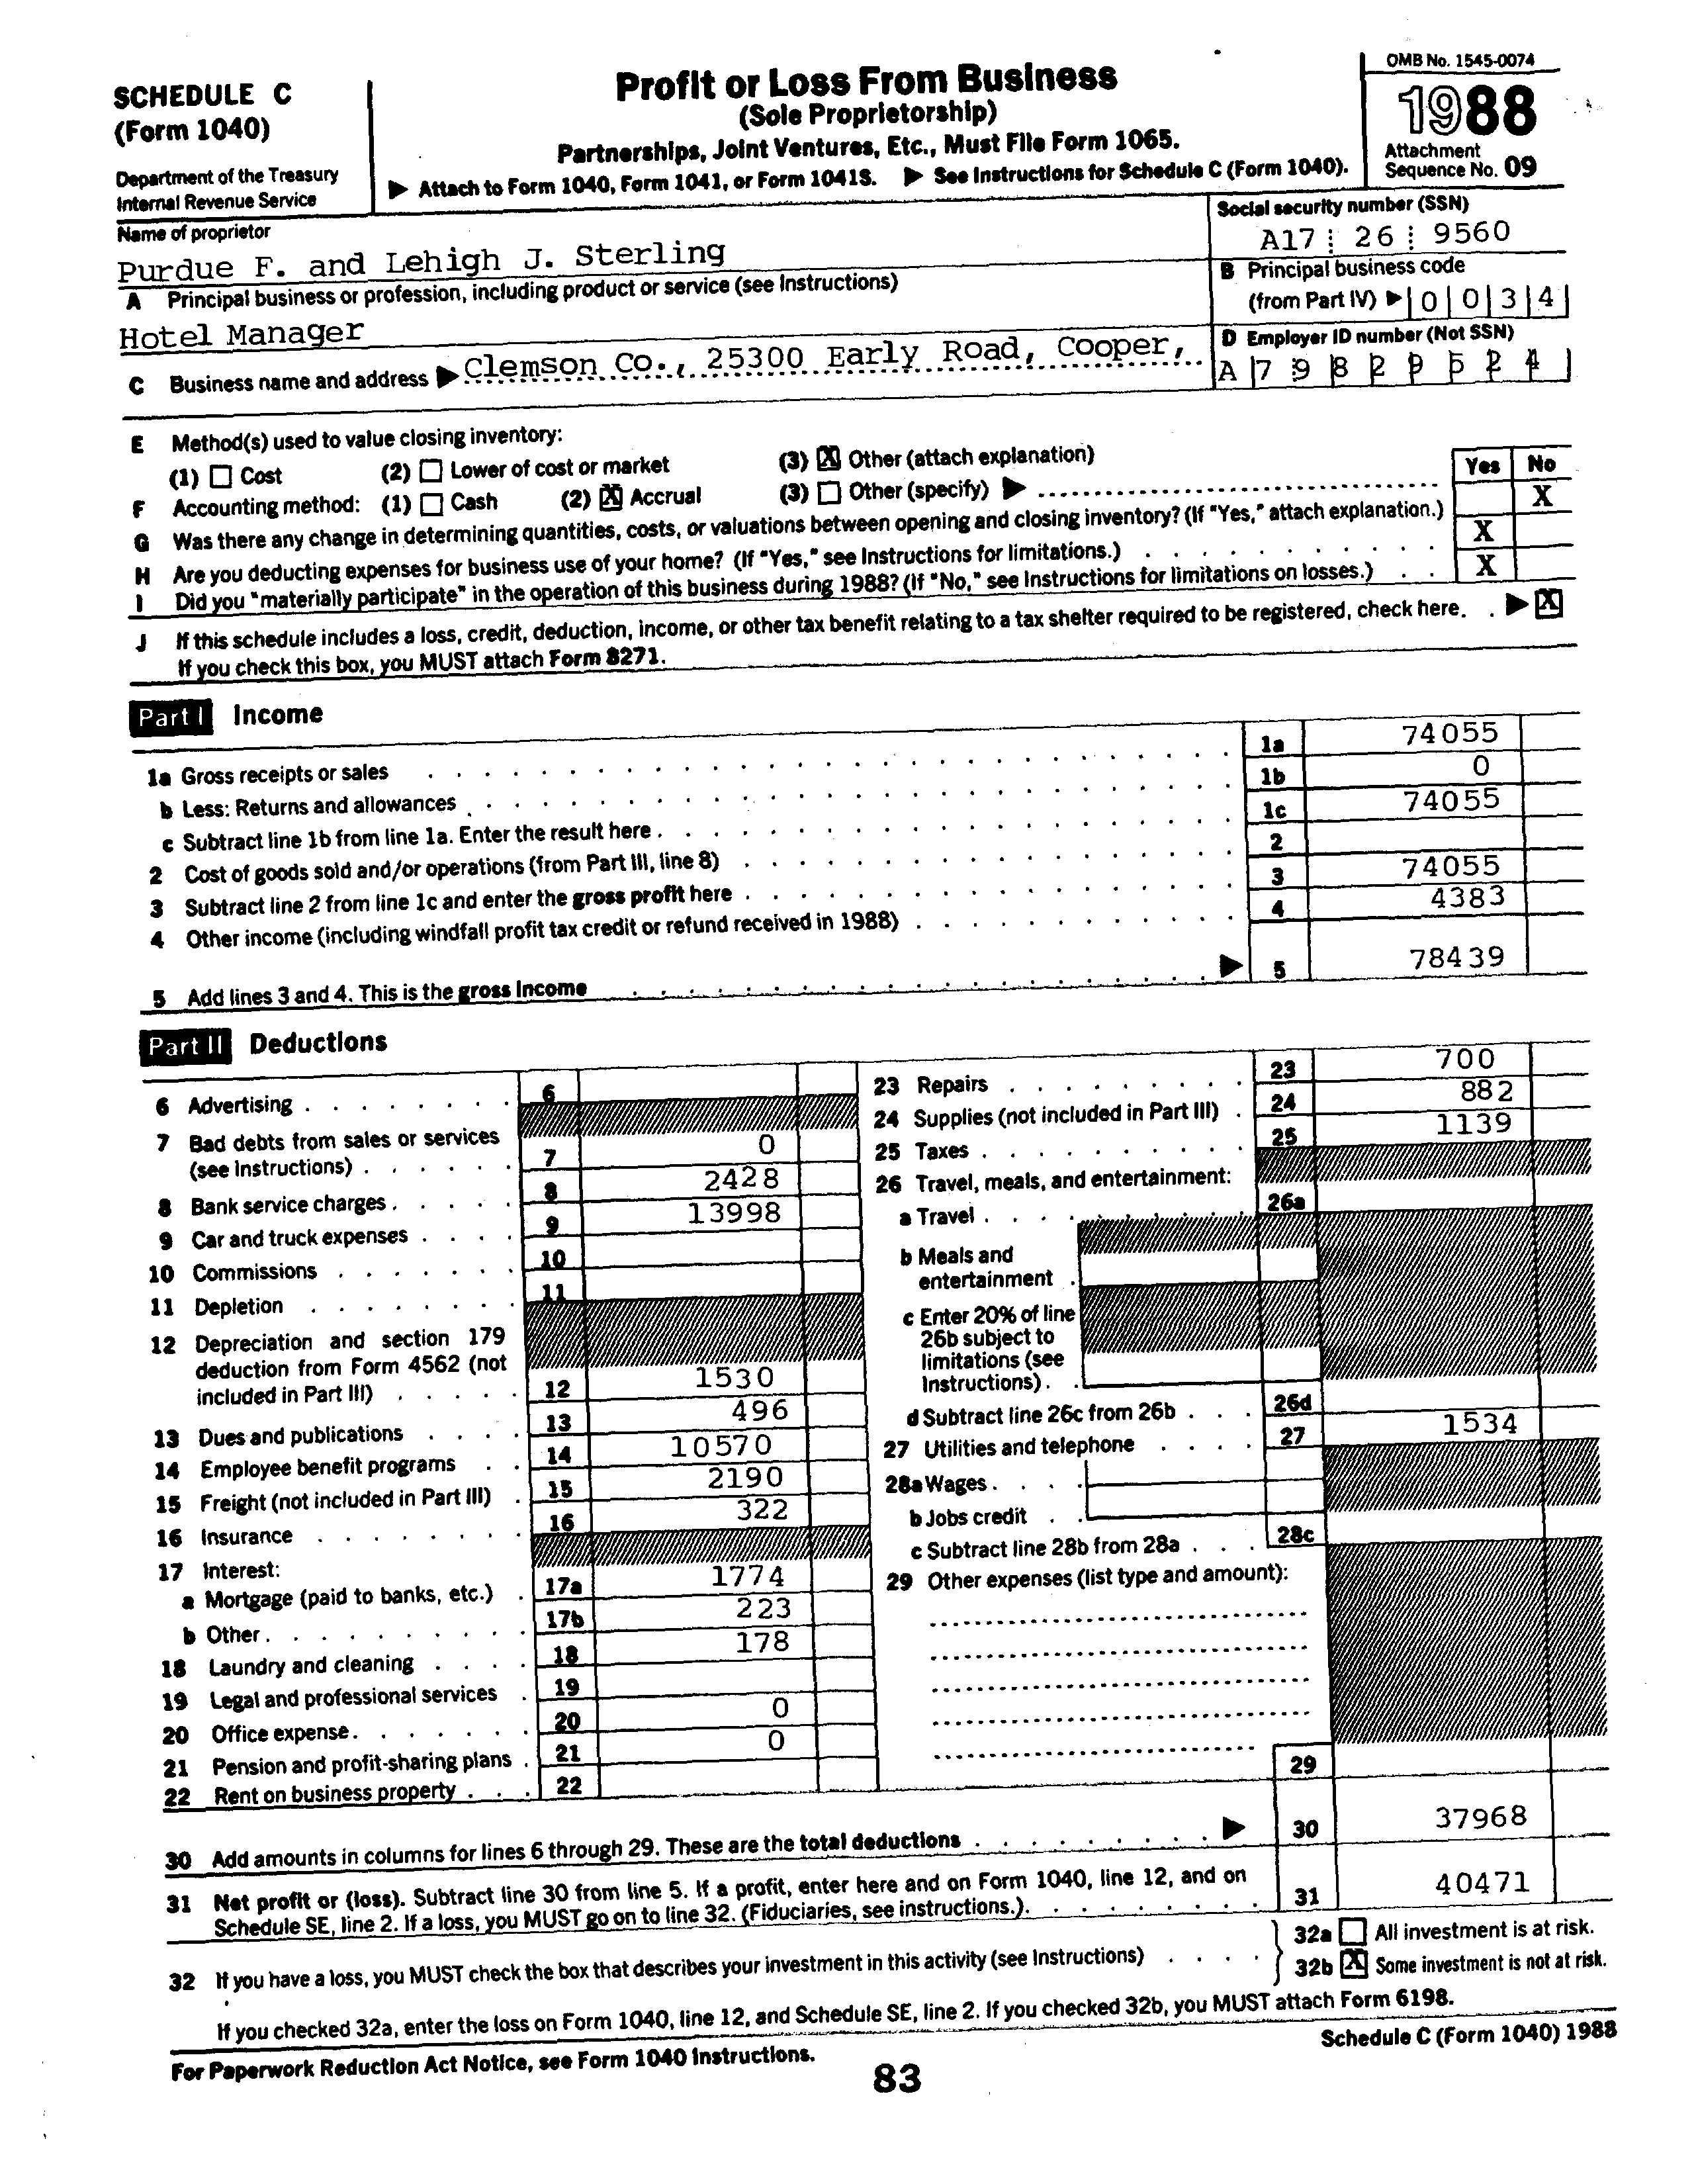 SCHEDULE C
(Form 1040)
Department of the Treasury
Internal Revenue Service
Profit or Loss From Business
(Sole Proprietorship)
Partnerships, Joint Ventures, Etc., Must File Form 1065.
▶ Attach to Form 1040, Form 1041, or Form 1041S. ▶ See Instructions for Schedule C (Form 1040).
OMB No. 1545-0074
1988
Attachment
Sequence No. 09
Name of proprietor
Purdue F. and Lehigh J. Sterling
Social security number (SSN)
A17 26 9560
A Principal business or profession, including product or service (see Instructions)
Hotel Manager
B Principal business code
(from Part IV) ▶ 0 0 3 4
C Business name and address ▶ Clemson Co., 25300 Early Road, Cooper,
D Employer ID number (Not SSN)
A 7 9 8 2 9 5 2 4
E Method(s) used to value closing inventory:
(1) ☐ Cost (2) ☐ Lower of cost or market (3) ☒ Other (attach explanation)
F Accounting method: (1) ☐ Cash (2) ☒ Accrual (3) ☐ Other (specify) ▶
Yes No
G Was there any change in determining quantities, costs, or valuations between opening and closing inventory? (If "Yes," attach explanation.) X
H Are you deducting expenses for business use of your home? (If "Yes," see Instructions for limitations.) X
I Did you "materially participate" in the operation of this business during 1988? (If "No," see Instructions for limitations on losses.) X
J If this schedule includes a loss, credit, deduction, income, or other tax benefit relating to a tax shelter required to be registered, check here. ▶ ☒
If you check this box, you MUST attach Form 8271.
Part I Income
1a Gross receipts or sales 1a 74055
b Less: Returns and allowances 1b 0
c Subtract line 1b from line 1a. Enter the result here 1c 74055
2 Cost of goods sold and/or operations (from Part III, line 8) 2
3 Subtract line 2 from line 1c and enter the gross profit here 3 74055
4 Other income (including windfall profit tax credit or refund received in 1988) 4 4383
5 Add lines 3 and 4. This is the gross income ▶ 5 78439
Part II Deductions
6 Advertising 6
7 Bad debts from sales or services
(see Instructions) 7 0
8 Bank service charges 8 2428
9 Car and truck expenses 9 13998
10 Commissions 10
11 Depletion 11
12 Depreciation and section 179
deduction from Form 4562 (not
included in Part III) 12 1530
13 Dues and publications 13 496
14 Employee benefit programs 14 10570
15 Freight (not included in Part III) 15 2190
16 Insurance 16 322
17 Interest:
a Mortgage (paid to banks, etc.) 17a 1774
b Other 17b 223
18 Laundry and cleaning 18 178
19 Legal and professional services 19
20 Office expense 20 0
21 Pension and profit-sharing plans 21 0
22 Rent on business property 22
23 Repairs 23 700
24 Supplies (not included in Part III) 24 882
25 Taxes 25 1139
26 Travel, meals, and entertainment:
a Travel 26a
b Meals and
entertainment
c Enter 20% of line
26b subject to
limitations (see
Instructions)
d Subtract line 26c from 26b 26d
27 Utilities and telephone 27 1534
28a Wages
b Jobs credit
c Subtract line 28b from 28a 28c
29 Other expenses (list type and amount):
29
30 Add amounts in columns for lines 6 through 29. These are the total deductions ▶ 30 37968
31 Net profit or (loss). Subtract line 30 from line 5. If a profit, enter here and on Form 1040, line 12, and on
Schedule SE, line 2. If a loss, you MUST go on to line 32. (Fiduciaries, see instructions.) 31 40471
32 If you have a loss, you MUST check the box that describes your investment in this activity (see Instructions)
32a ☐ All investment is at risk.
32b ☒ Some investment is not at risk.
If you checked 32a, enter the loss on Form 1040, line 12, and Schedule SE, line 2. If you checked 32b, you MUST attach Form 6198.
For Paperwork Reduction Act Notice, see Form 1040 Instructions.
Schedule C (Form 1040) 1988
83